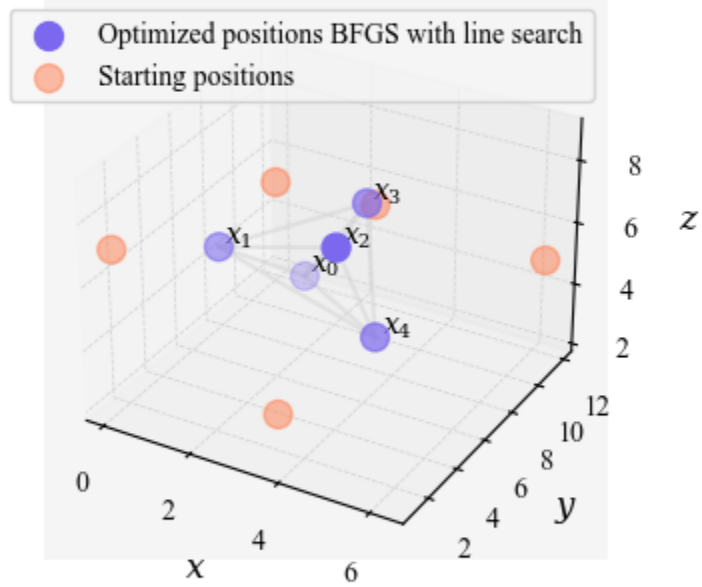 Optimized positions BFGS with line search
Starting positions
x₃
x₁
x₂
x₀
x₄
8
6
4
2
z
12
10
8
6
4
2
y
0
2
4
6
x